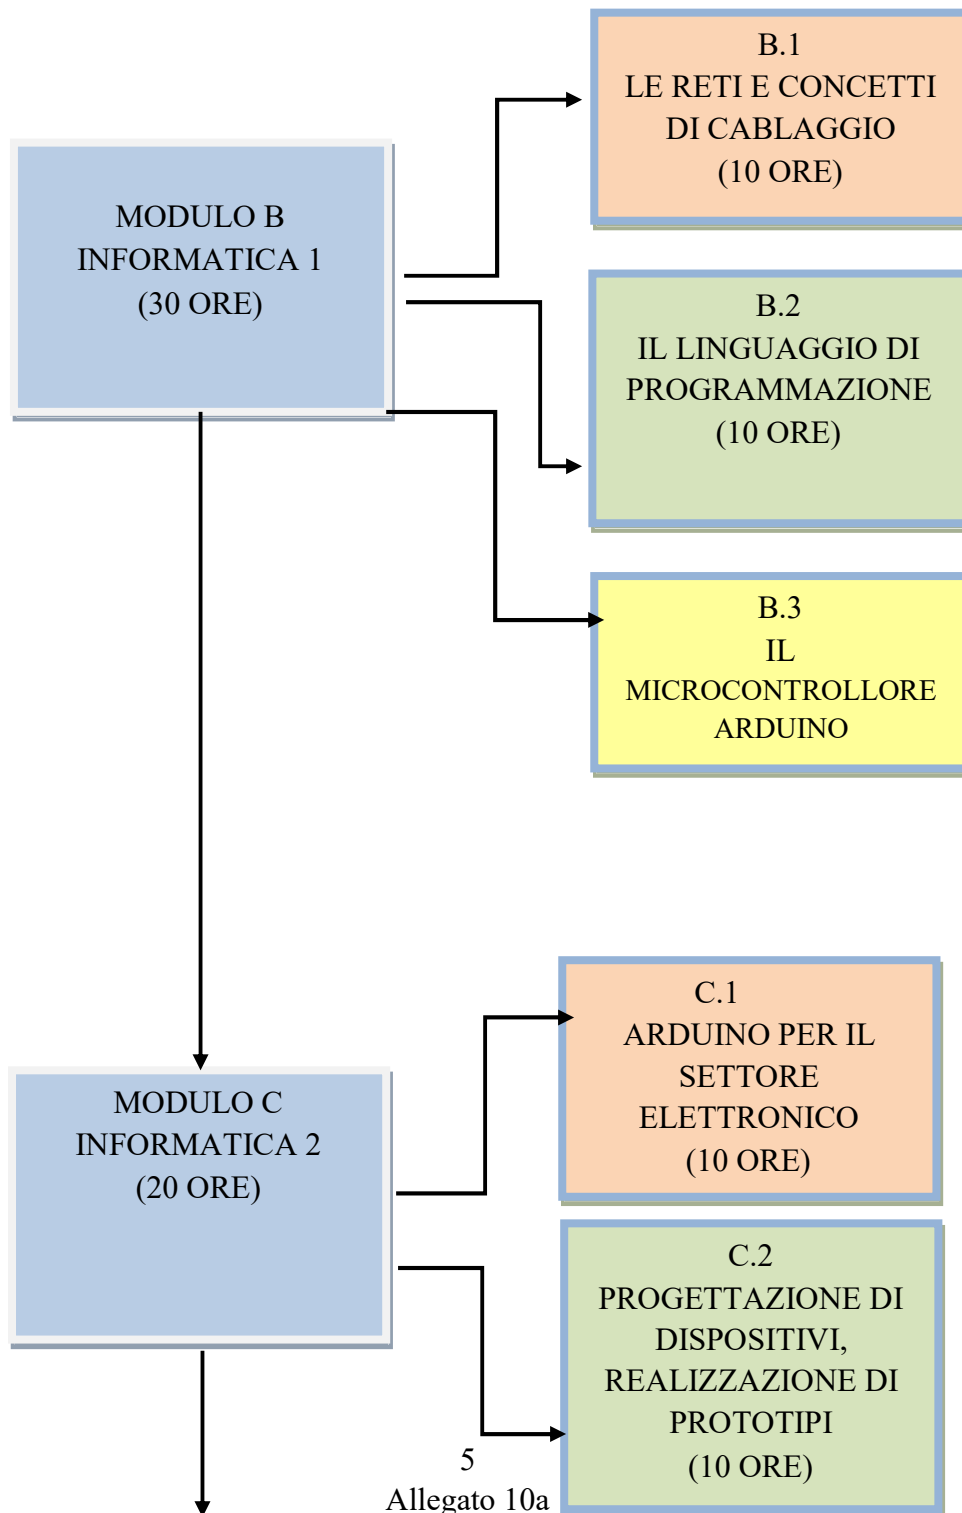 MODULO B
INFORMATICA 1
(30 ORE)
B.1
LE RETI E CONCETTI
DI CABLAGGIO
(10 ORE)
B.2
IL LINGUAGGIO DI
PROGRAMMAZIONE
(10 ORE)
B.3
IL
MICROCONTROLLORE
ARDUINO
MODULO C
INFORMATICA 2
(20 ORE)
C.1
ARDUINO PER IL
SETTORE
ELETTRONICO
(10 ORE)
C.2
PROGETTAZIONE DI
DISPOSITIVI,
REALIZZAZIONE DI
PROTOTIPI
(10 ORE)
5
Allegato 10a